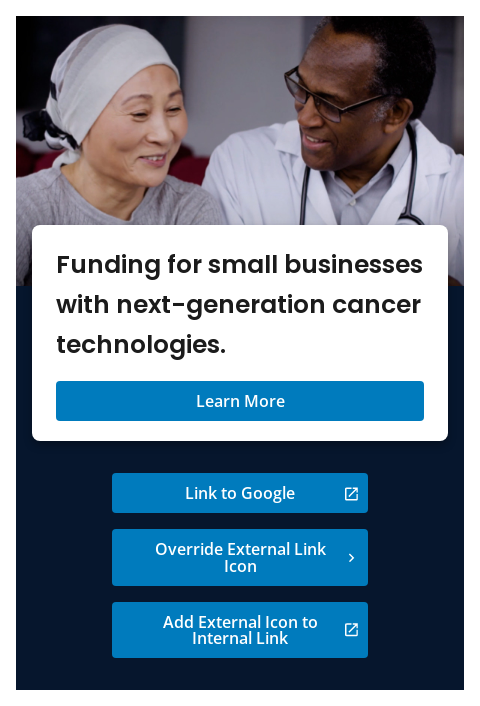 Funding for small businesses
with next-generation cancer
technologies.
Learn More
Link to Google
Override External Link
Icon
Add External Icon to
Internal Link